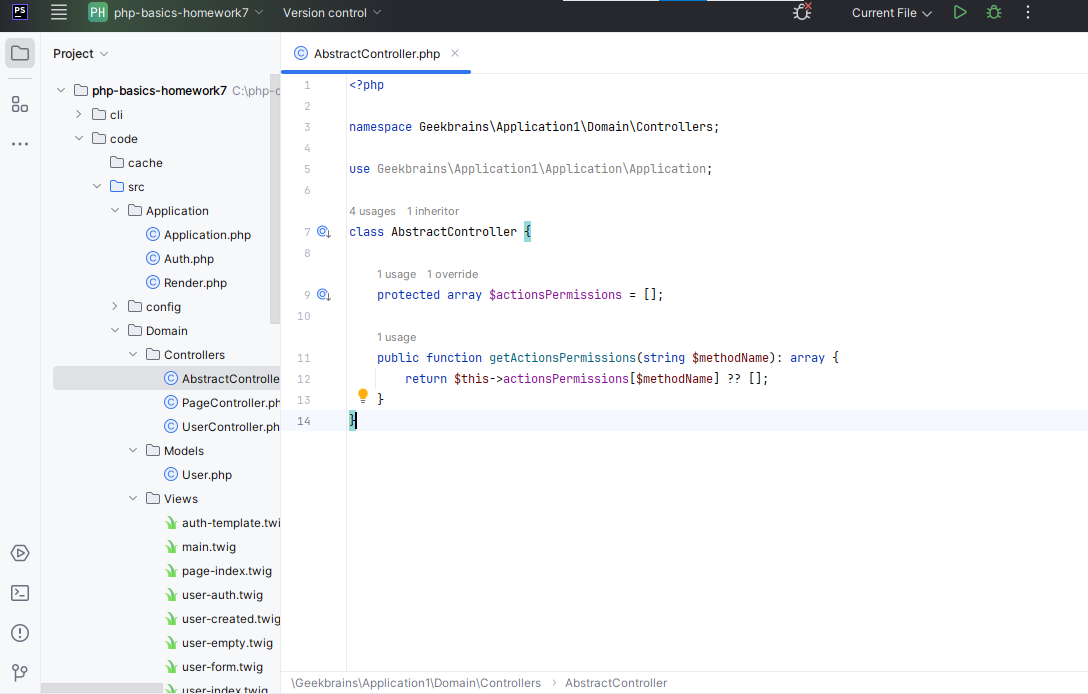 PS PH php-basics-homework7 Version control Current File
Project
AbstractController.php
php-basics-homework7 C:\php-c
cli
code
cache
src
Application
Application.php
Auth.php
Render.php
config
Domain
Controllers
AbstractControlle
PageController.ph
UserController.ph
Models
User.php
Views
auth-template.twi
main.twig
page-index.twig
user-auth.twig
user-created.twig
user-empty.twig
user-form.twig
user-index.twig
1 <?php
2
3 namespace Geekbrains\Application1\Domain\Controllers;
4
5 use Geekbrains\Application1\Application\Application;
6
4 usages 1 inheritor
7 class AbstractController {
8
1 usage 1 override
9 protected array $actionsPermissions = [];
10
1 usage
11 public function getActionsPermissions(string $methodName): array {
12 return $this->actionsPermissions[$methodName] ?? [];
13 }
14 }
\Geekbrains\Application1\Domain\Controllers › AbstractController